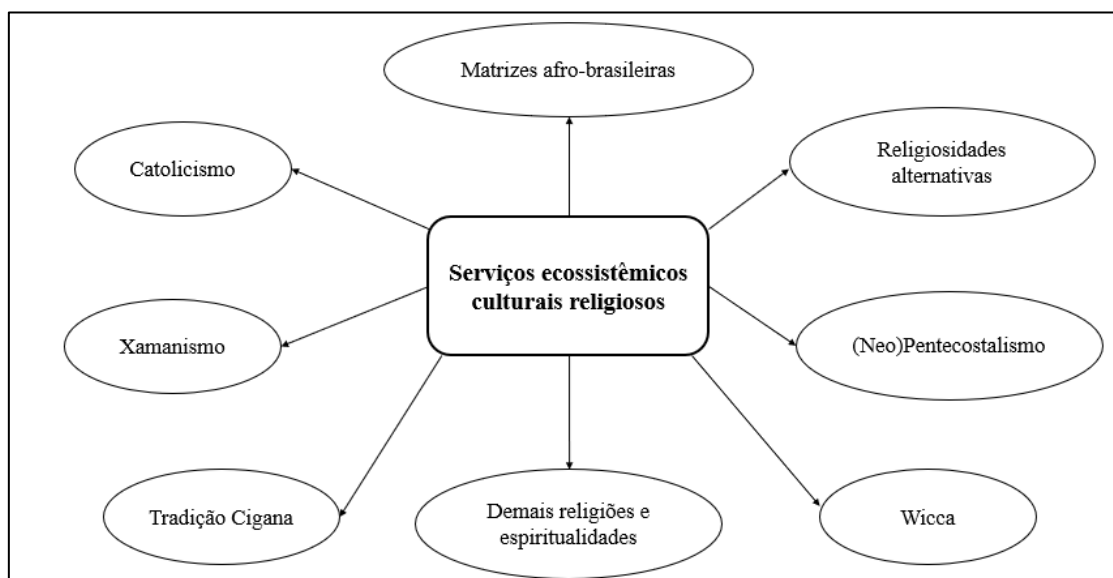 Matrizes afro-brasileiras
Catolicismo
Religiosidades
alternativas
Serviços ecossistêmicos
culturais religiosos
Xamanismo
(Neo)Pentecostalismo
Tradição Cigana
Demais religiões e
espiritualidades
Wicca